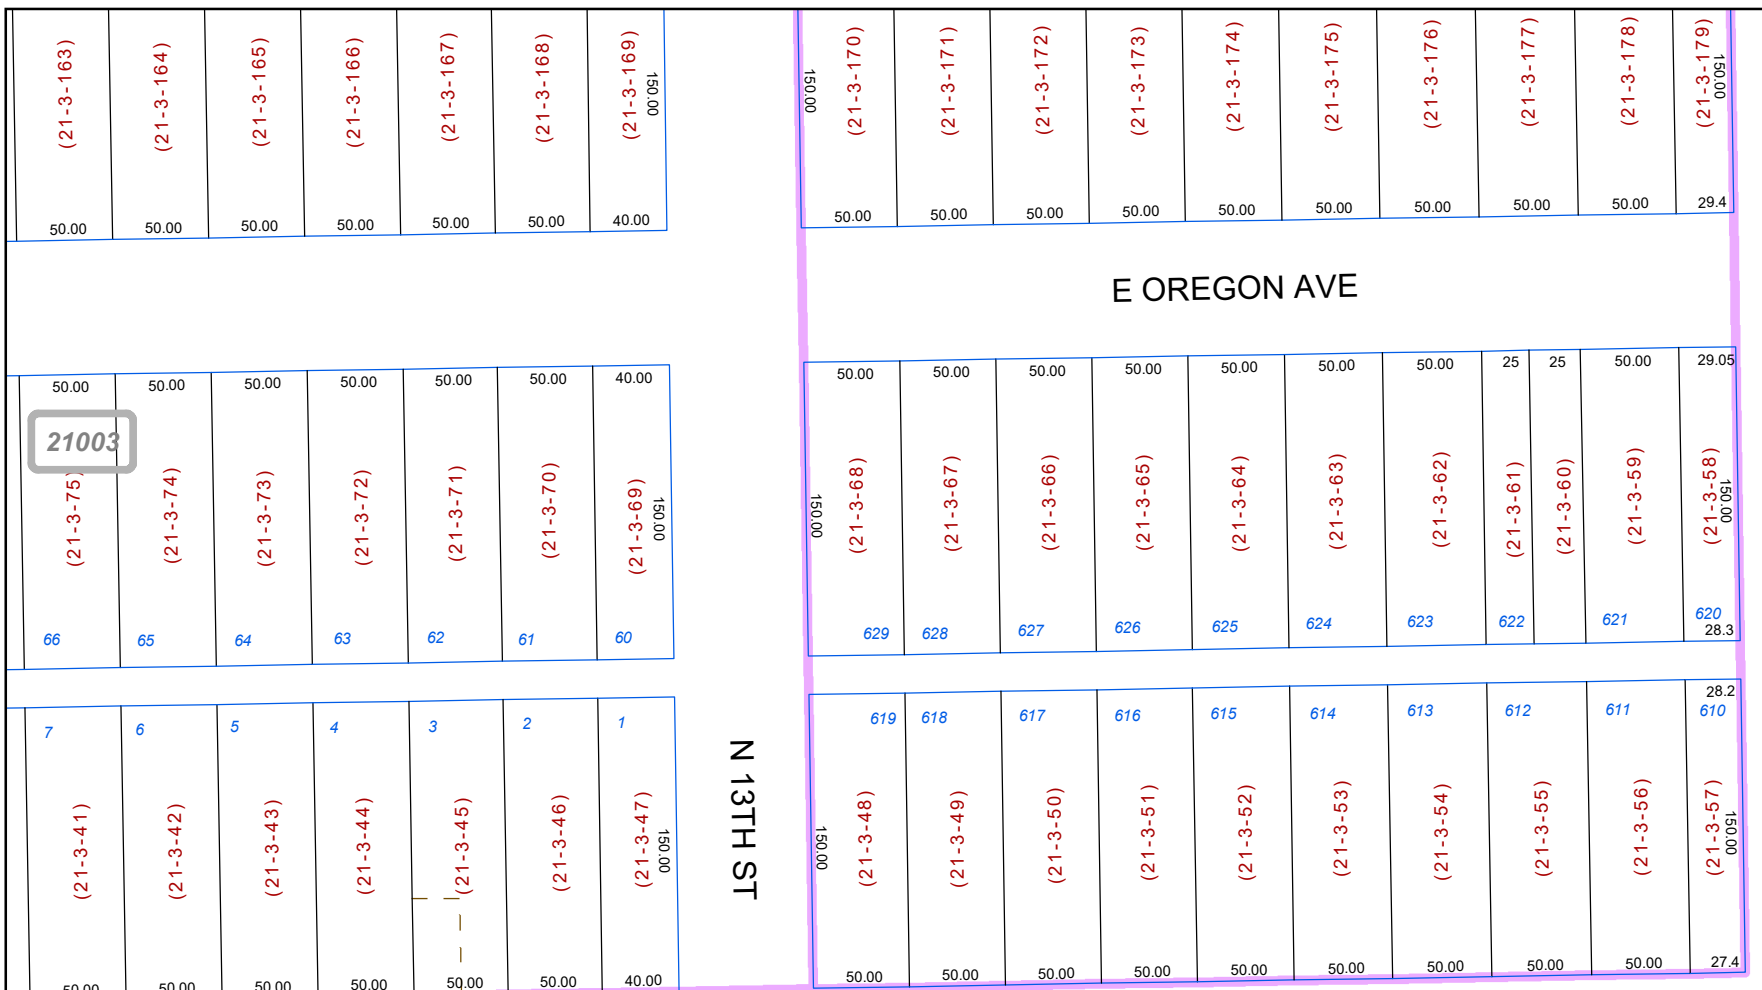 (21-3-163) (21-3-164) (21-3-165) (21-3-166) (21-3-167) (21-3-168) (21-3-169) 150.00
150.00 (21-3-170) (21-3-171) (21-3-172) (21-3-173) (21-3-174) (21-3-175) (21-3-176) (21-3-177) (21-3-178) (21-3-179) 150.00
50.00 50.00 50.00 50.00 50.00 50.00 40.00
50.00 50.00 50.00 50.00 50.00 50.00 50.00 50.00 50.00 29.4
E OREGON AVE
50.00 50.00 50.00 50.00 50.00 50.00 40.00
50.00 50.00 50.00 50.00 50.00 50.00 50.00 25 25 50.00 29.05
21003
(21-3-75) (21-3-74) (21-3-73) (21-3-72) (21-3-71) (21-3-70) (21-3-69) 150.00
150.00 (21-3-68) (21-3-67) (21-3-66) (21-3-65) (21-3-64) (21-3-63) (21-3-62) (21-3-61) (21-3-60) (21-3-59) (21-3-58) 150.00
66 65 64 63 62 61 60
629 628 627 626 625 624 623 622 621 620
28.3
28.2
7 6 5 4 3 2 1
619 618 617 616 615 614 613 612 611 610
N 13TH ST
(21-3-41) (21-3-42) (21-3-43) (21-3-44) (21-3-45) (21-3-46) (21-3-47) 150.00
150.00 (21-3-48) (21-3-49) (21-3-50) (21-3-51) (21-3-52) (21-3-53) (21-3-54) (21-3-55) (21-3-56) (21-3-57) 150.00
50.00 50.00 50.00 50.00 50.00 50.00 40.00
50.00 50.00 50.00 50.00 50.00 50.00 50.00 50.00 50.00 27.4